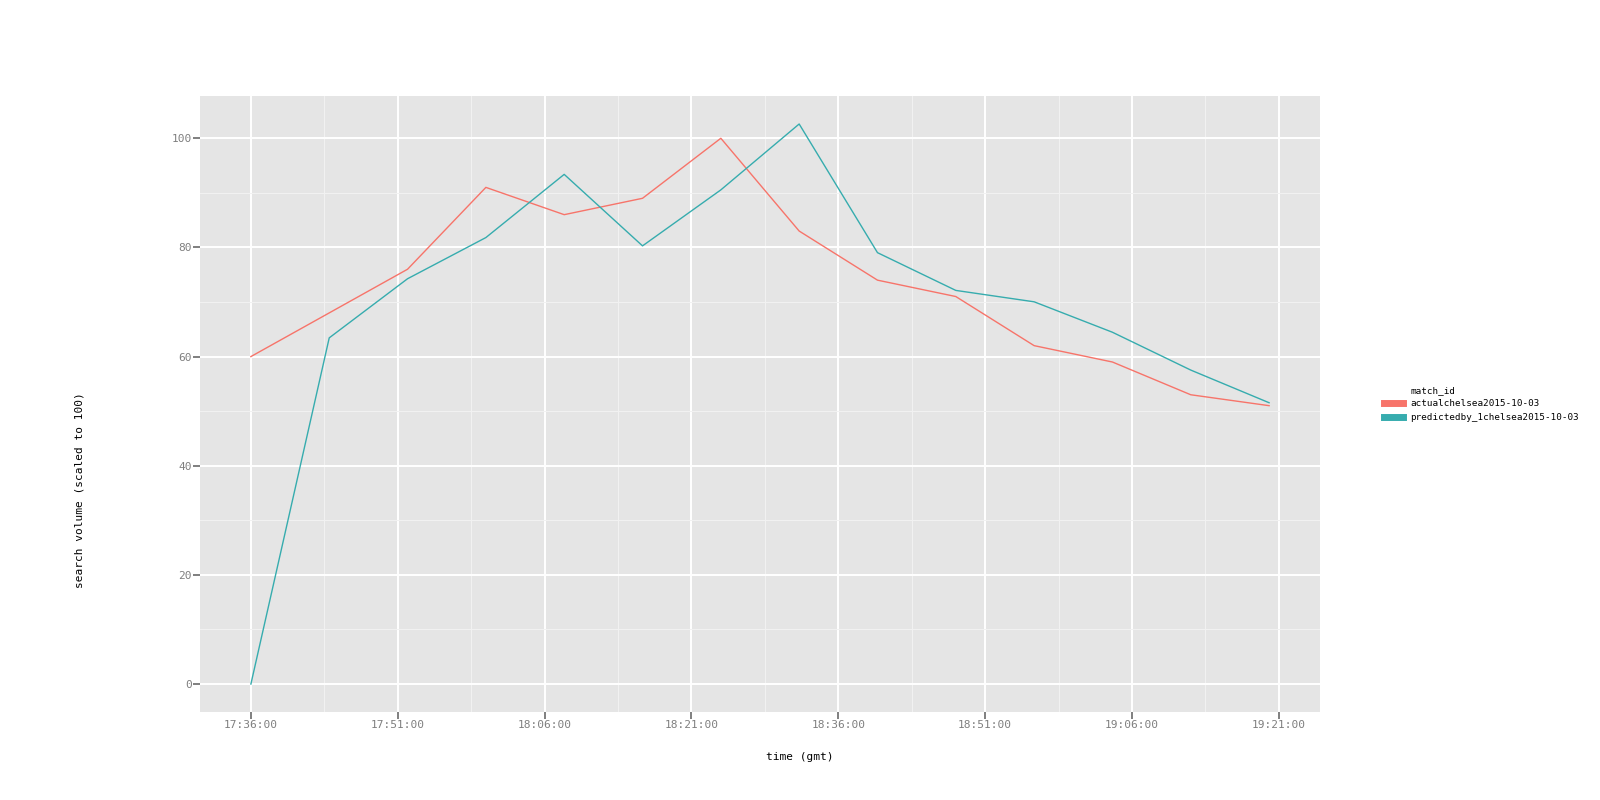 100
80
60
40
20
0
search volume (scaled to 100)
17:36:00 17:51:00 18:06:00 18:21:00 18:36:00 18:51:00 19:06:00 19:21:00
time (gmt)
match_id
actualchelsea2015-10-03
predictedby_1chelsea2015-10-03